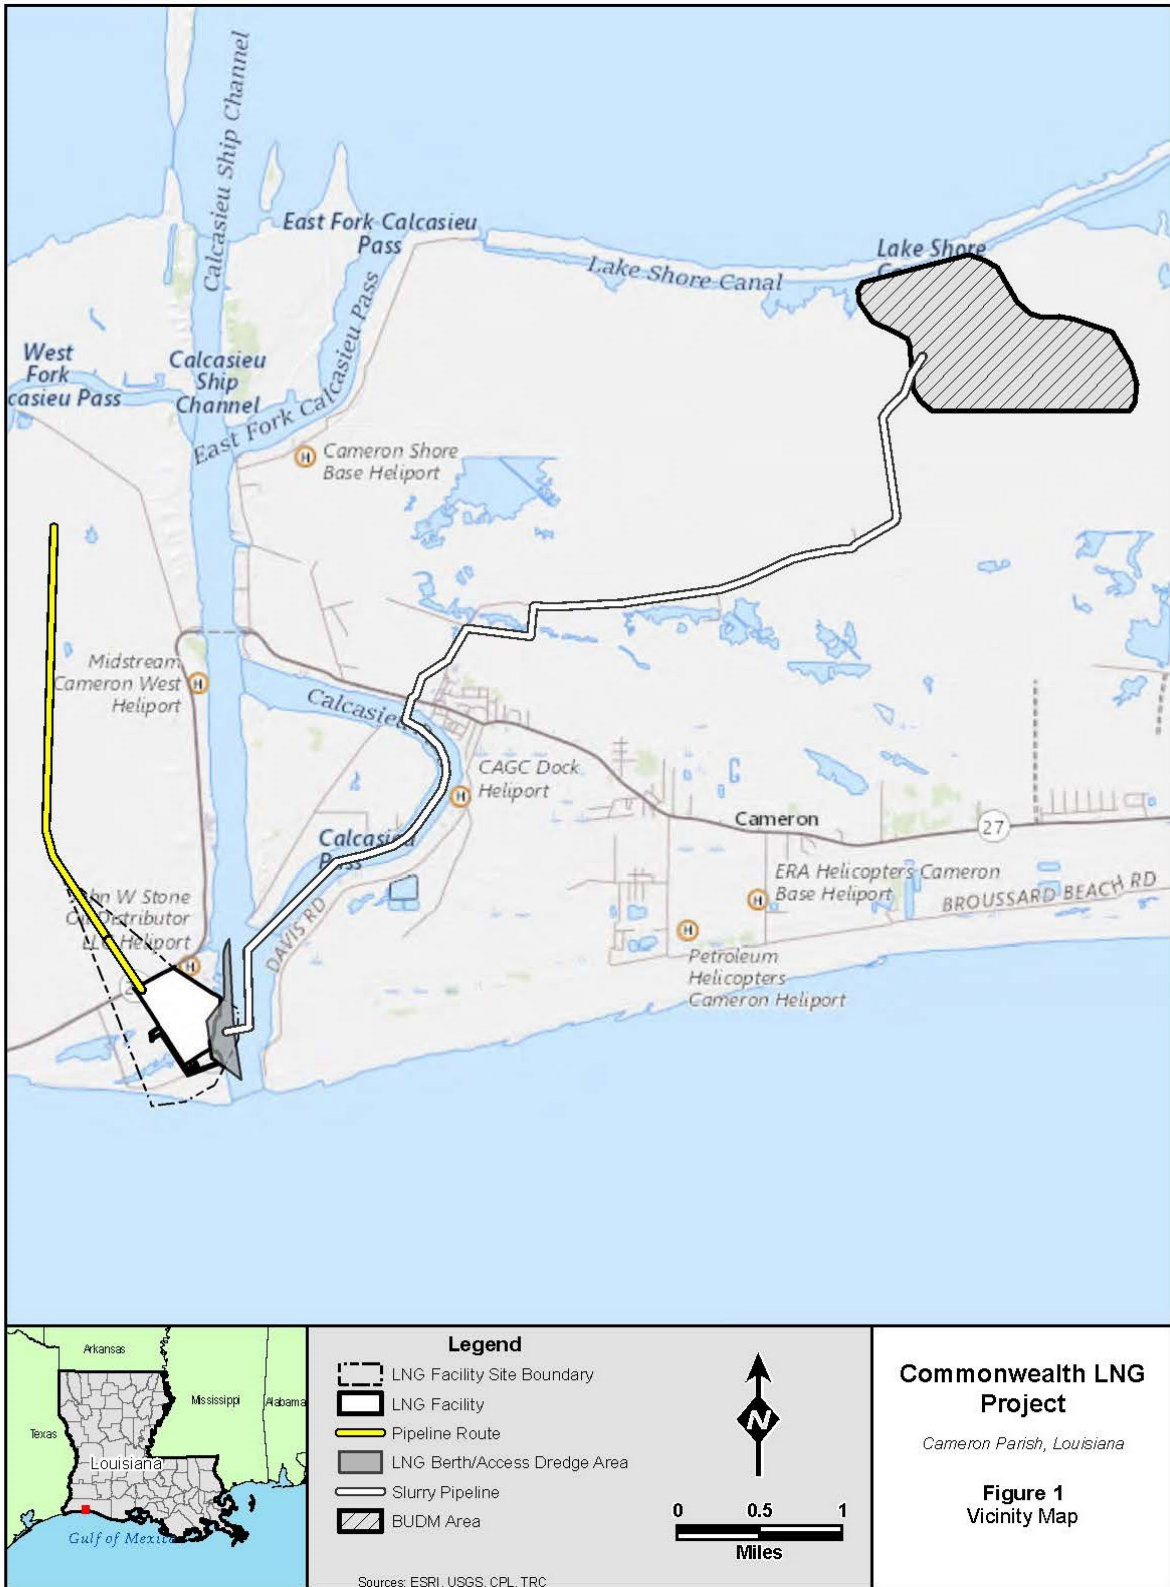 Calcasieu Ship Channel
East Fork Calcasieu
Pass
East Fork Calcasieu Pass
Lake Shore
Lake Shore Canal
West
Fork
casieu Pass
Calcasieu
Ship
Channel
Cameron Shore
Base Heliport
Midstream
Cameron West
Heliport
Calcasieu
CAGC Dock
Heliport
Calcasieu
Pass
Cameron
27
ERA Helicopters Cameron
Base Heliport
BROUSSARD BEACH RD
DAVIS RD
W Stone
Distributor
Heliport
Petroleum
Helicopters
Cameron Heliport
Arkansas
Mississippi
Alabama
Texas
Louisiana
Gulf of Mexic
Legend
LNG Facility Site Boundary
LNG Facility
Pipeline Route
LNG Berth/Access Dredge Area
Slurry Pipeline
BUDM Area
Sources: ESRI, USGS, CPL, TRC
N
0 0.5 1
Miles
Commonwealth LNG
Project
Cameron Parish, Louisiana
Figure 1
Vicinity Map